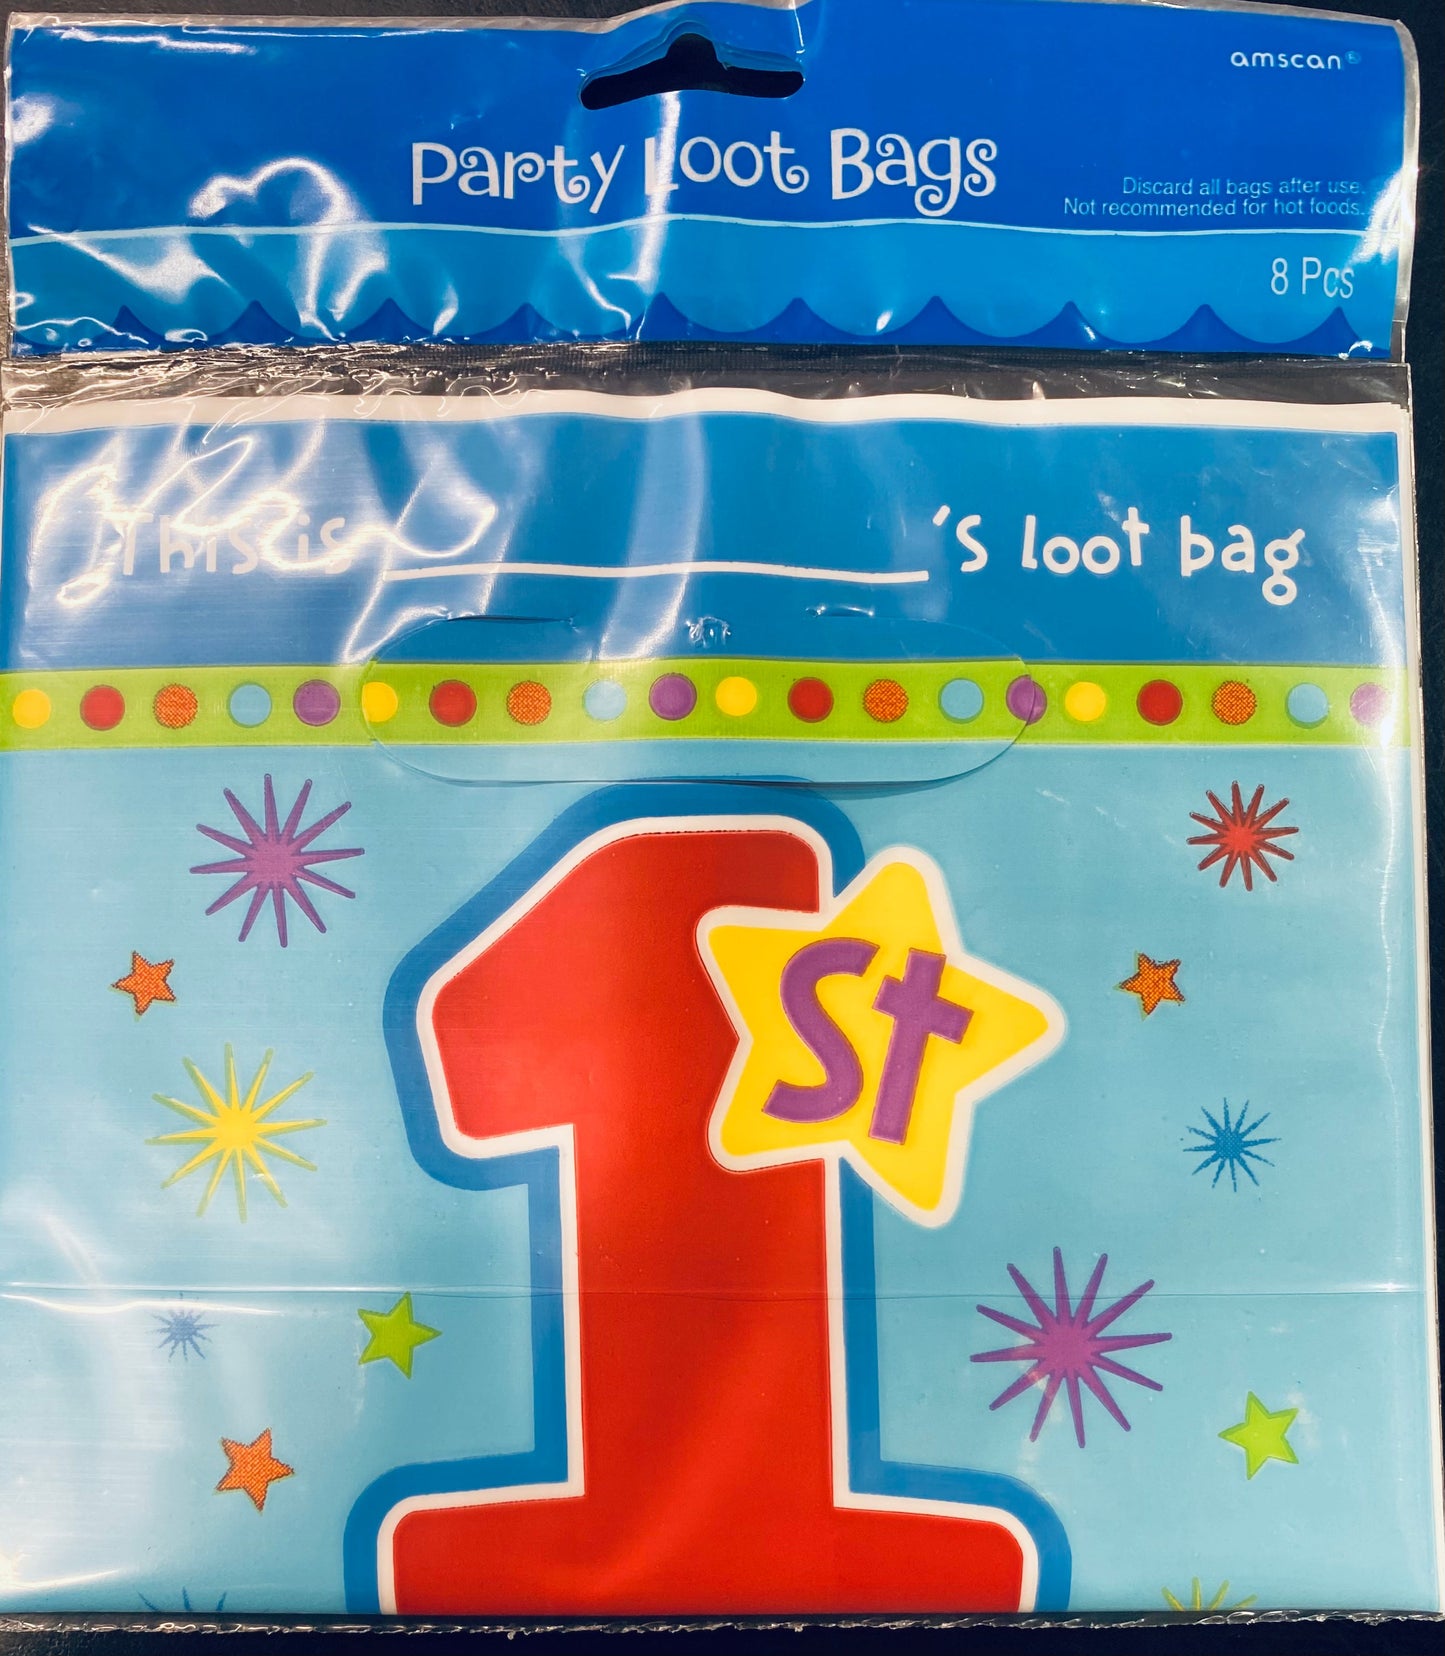 amscan®
Party Loot Bags
Discard all bags after use.
Not recommended for hot foods.
8 Pcs
This is ____________'s loot bag
1st